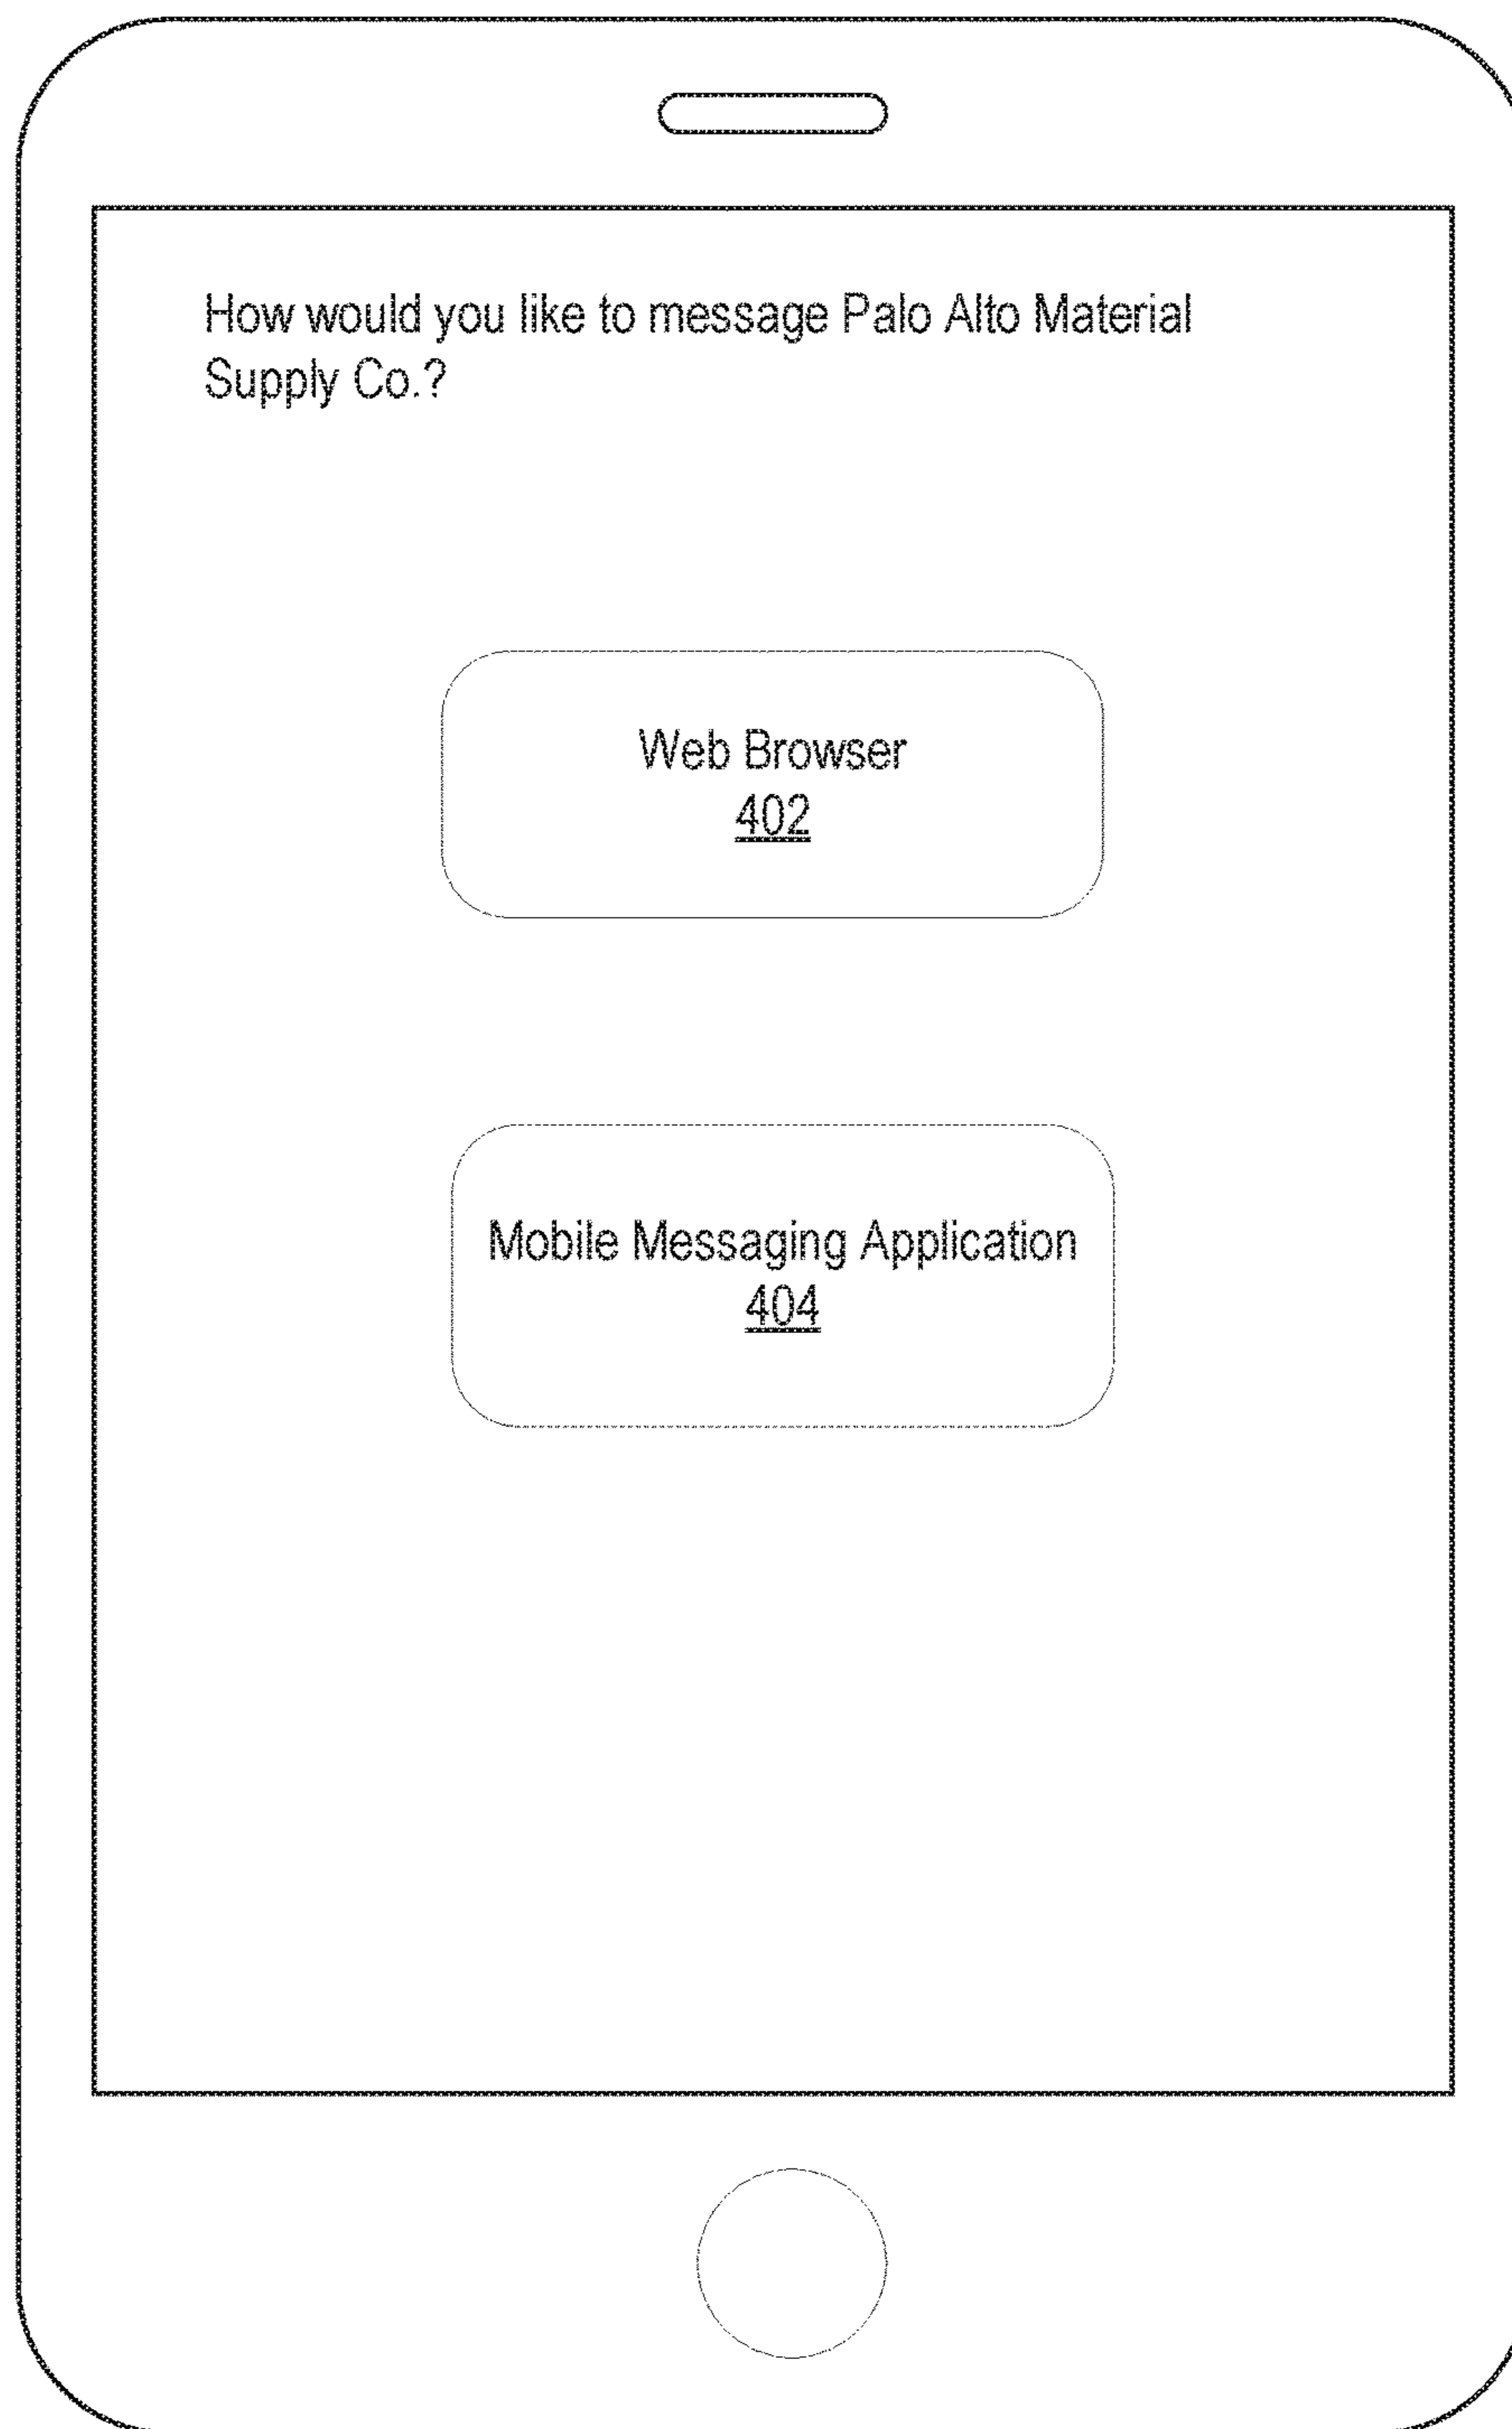 How would you like to message Palo Alto Material
Supply Co.?
Web Browser
402
Mobile Messaging Application
404